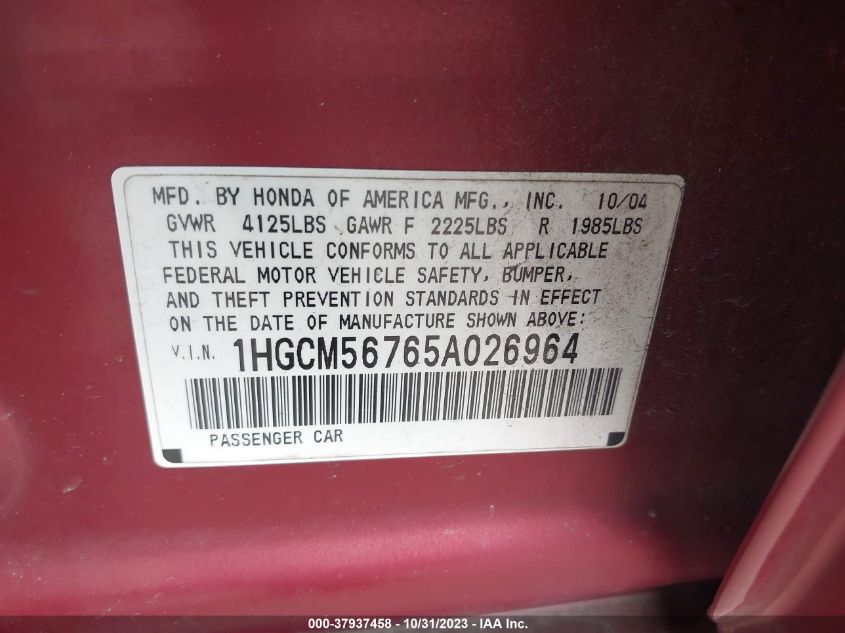 MFD. BY HONDA OF AMERICA MFG., INC. 10/04
GVWR 4125LBS GAWR F 2225LBS R 1985LBS
THIS VEHICLE CONFORMS TO ALL APPLICABLE
FEDERAL MOTOR VEHICLE SAFETY, BUMPER,
AND THEFT PREVENTION STANDARDS IN EFFECT
ON THE DATE OF MANUFACTURE SHOWN ABOVE:
V.I.N. 1HGCM56765A026964
PASSENGER CAR
000-37937458 - 10/31/2023 - IAA Inc.